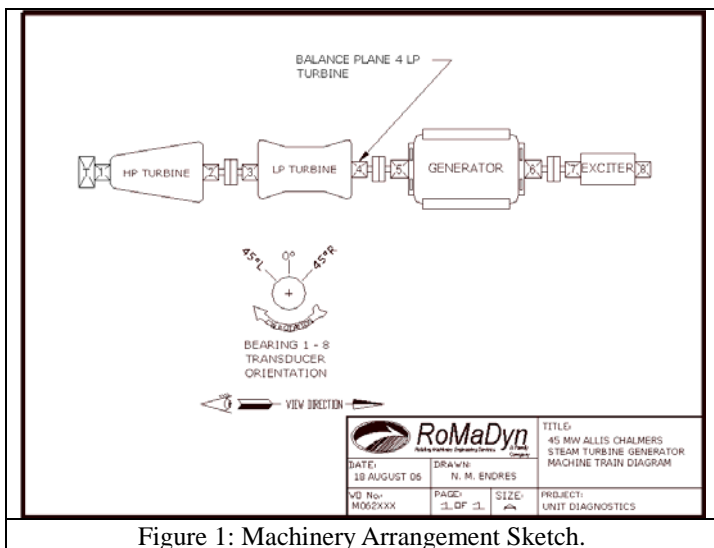 BALANCE PLANE 4 LP
TURBINE
T 1 HP TURBINE 2 3 LP TURBINE 4 5 GENERATOR 6 7 EXCITER 8
45°L 0° 45°R
BEARING 1 - 8
TRANSDUCER
ORIENTATION
VIEW DIRECTION
RoMaDyn
A Family
Company
TITLE:
45 MW ALLIS CHALMERS
STEAM TURBINE GENERATOR
MACHINE TRAIN DIAGRAM
DATE:
18 AUGUST 06
DRAWN:
N. M. ENDRES
WO No:
M062XXX
PAGE:
1 OF 1
SIZE:
A
PROJECT:
UNIT DIAGNOSTICS
Figure 1: Machinery Arrangement Sketch.